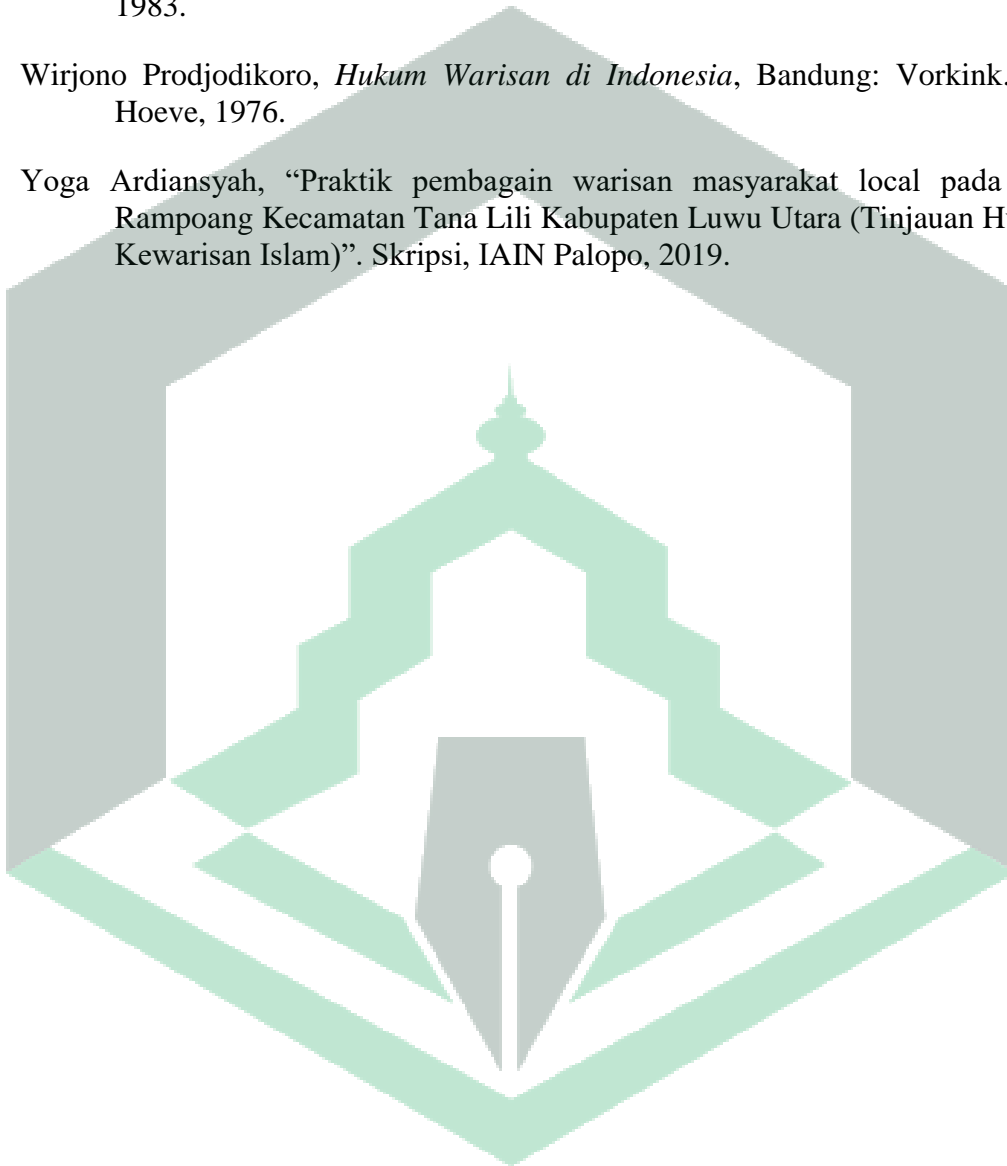 1983.
Wirjono Prodjodikoro, Hukum Warisan di Indonesia, Bandung: Vorkink.
Hoeve, 1976.
Yoga Ardiansyah, “Praktik pembagain warisan masyarakat local pada
Rampoang Kecamatan Tana Lili Kabupaten Luwu Utara (Tinjauan
Kewarisan Islam)”. Skripsi, IAIN Palopo, 2019.